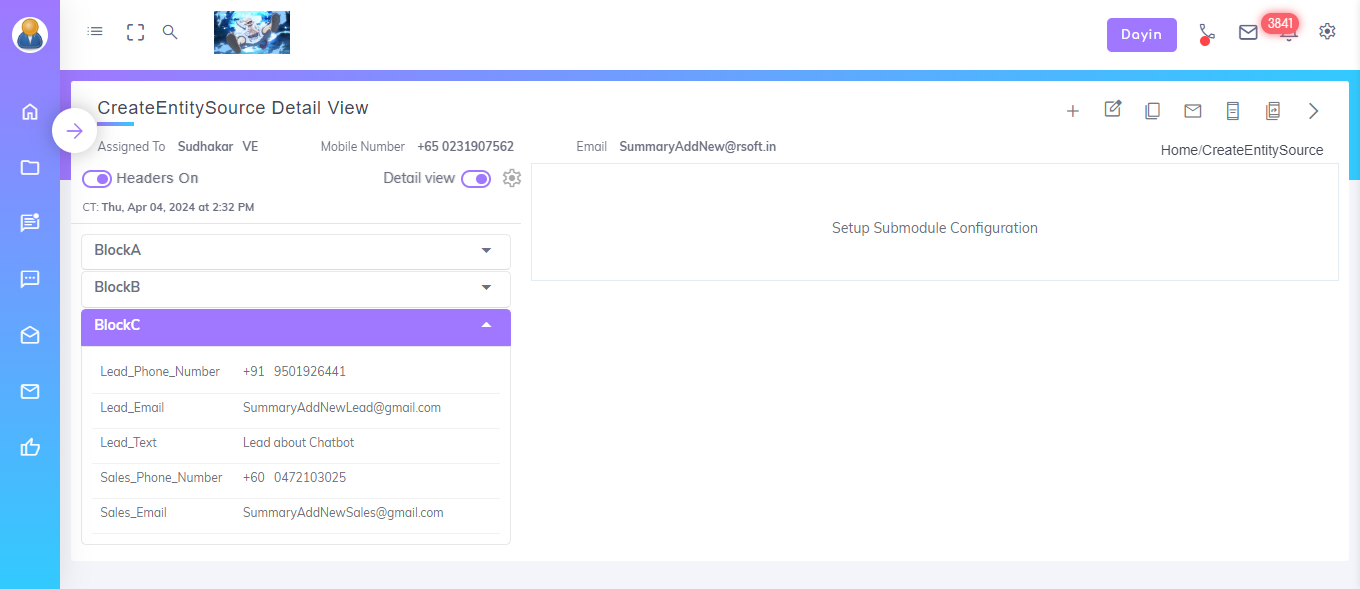 Dayin
3841
CreateEntitySource Detail View
Assigned To Sudhakar VE Mobile Number +65 0231907562 Email SummaryAddNew@rsoft.in
Home/CreateEntitySource
Headers On Detail view
CT: Thu, Apr 04, 2024 at 2:32 PM
Setup Submodule Configuration
BlockA
BlockB
BlockC
Lead_Phone_Number +91 9501926441
Lead_Email SummaryAddNewLead@gmail.com
Lead_Text Lead about Chatbot
Sales_Phone_Number +60 0472103025
Sales_Email SummaryAddNewSales@gmail.com